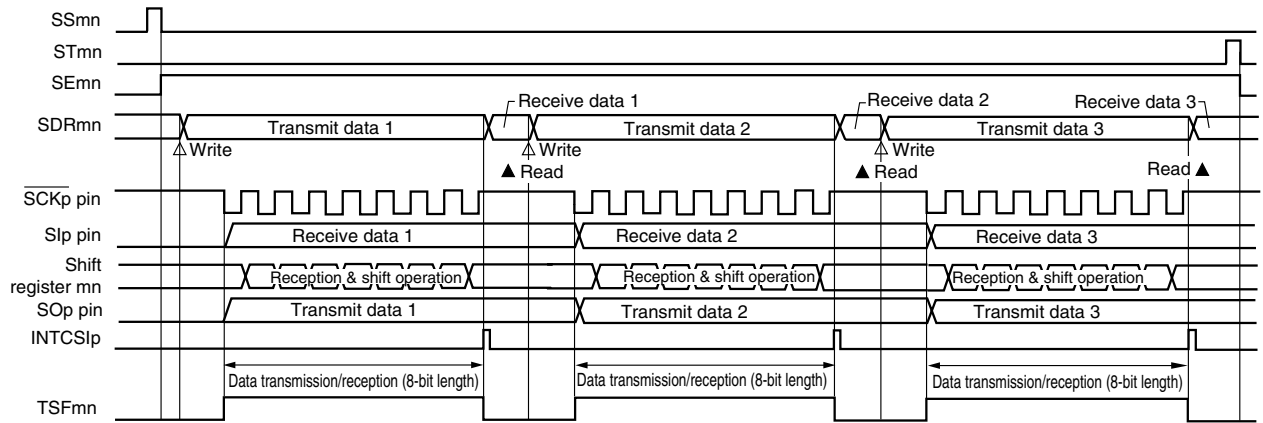 SSmn
STmn
SEmn
Receive data 1
Receive data 2
Receive data 3
SDRmn
Transmit data 1
Transmit data 2
Transmit data 3
Write
Write
Write
Read
Read
Read
SCKp pin
SIp pin
Receive data 1
Receive data 2
Receive data 3
Shift
register mn
Reception & shift operation
Reception & shift operation
Reception & shift operation
SOp pin
Transmit data 1
Transmit data 2
Transmit data 3
INTCSIp
Data transmission/reception (8-bit length)
Data transmission/reception (8-bit length)
Data transmission/reception (8-bit length)
TSFmn